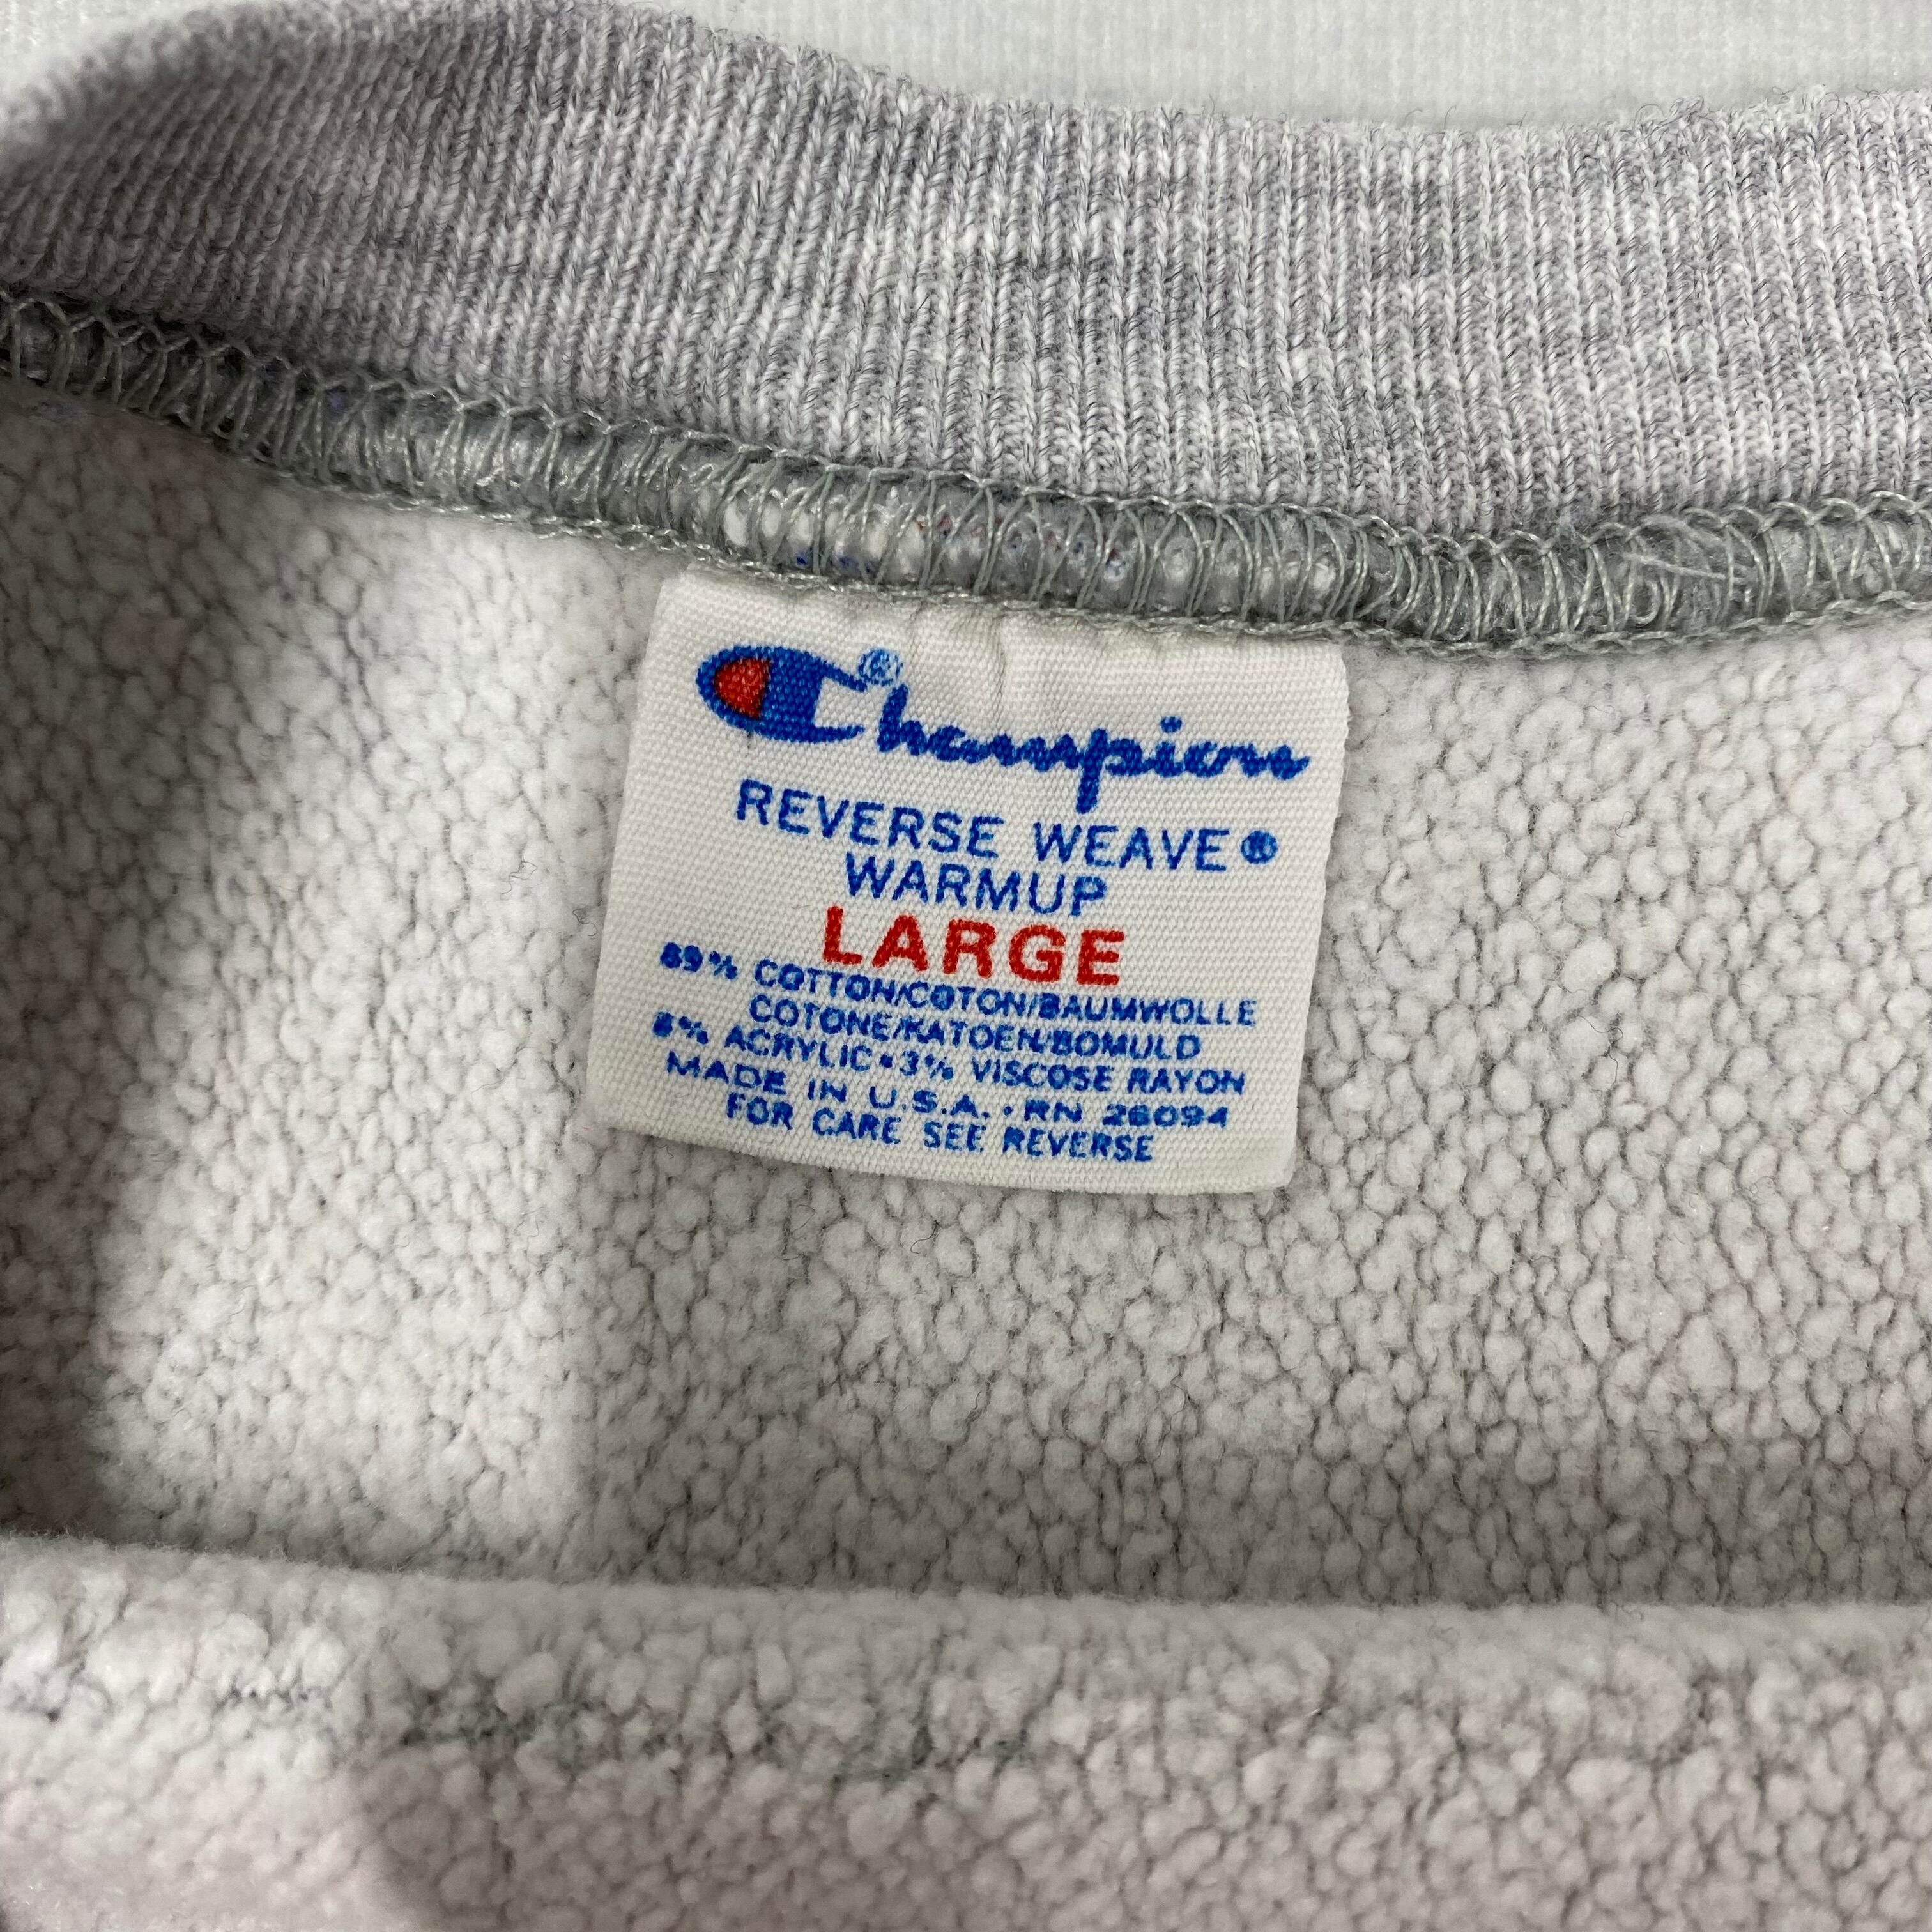 Champion®
REVERSE WEAVE®
WARMUP
LARGE
89% COTTON/COTON/BAUMWOLLE
COTONE/KATOEN/BOMULD
8% ACRYLIC•3% VISCOSE RAYON
MADE IN U.S.A.•RN 26094
FOR CARE SEE REVERSE